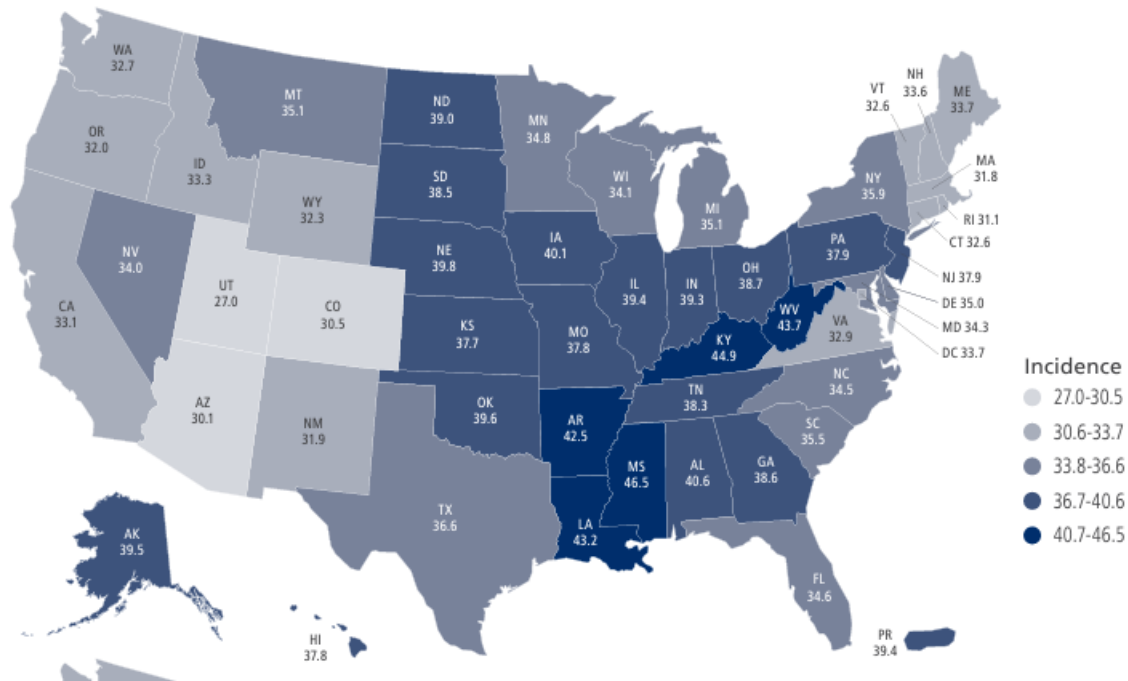 WA
32.7
OR
32.0
CA
33.1
ID
33.3
NV
34.0
MT
35.1
WY
32.3
UT
27.0
CO
30.5
AZ
30.1
NM
31.9
ND
39.0
SD
38.5
NE
39.8
KS
37.7
OK
39.6
TX
36.6
MN
34.8
IA
40.1
MO
37.8
AR
42.5
LA
43.2
WI
34.1
IL
39.4
MI
35.1
IN
39.3
OH
38.7
KY
44.9
TN
38.3
MS
46.5
AL
40.6
GA
38.6
FL
34.6
SC
35.5
NC
34.5
VA
32.9
WV
43.7
PA
37.9
NY
35.9
VT
32.6
NH
33.6
ME
33.7
MA
31.8
RI 31.1
CT 32.6
NJ 37.9
DE 35.0
MD 34.3
DC 33.7
AK
39.5
HI
37.8
PR
39.4
Incidence
27.0-30.5
30.6-33.7
33.8-36.6
36.7-40.6
40.7-46.5